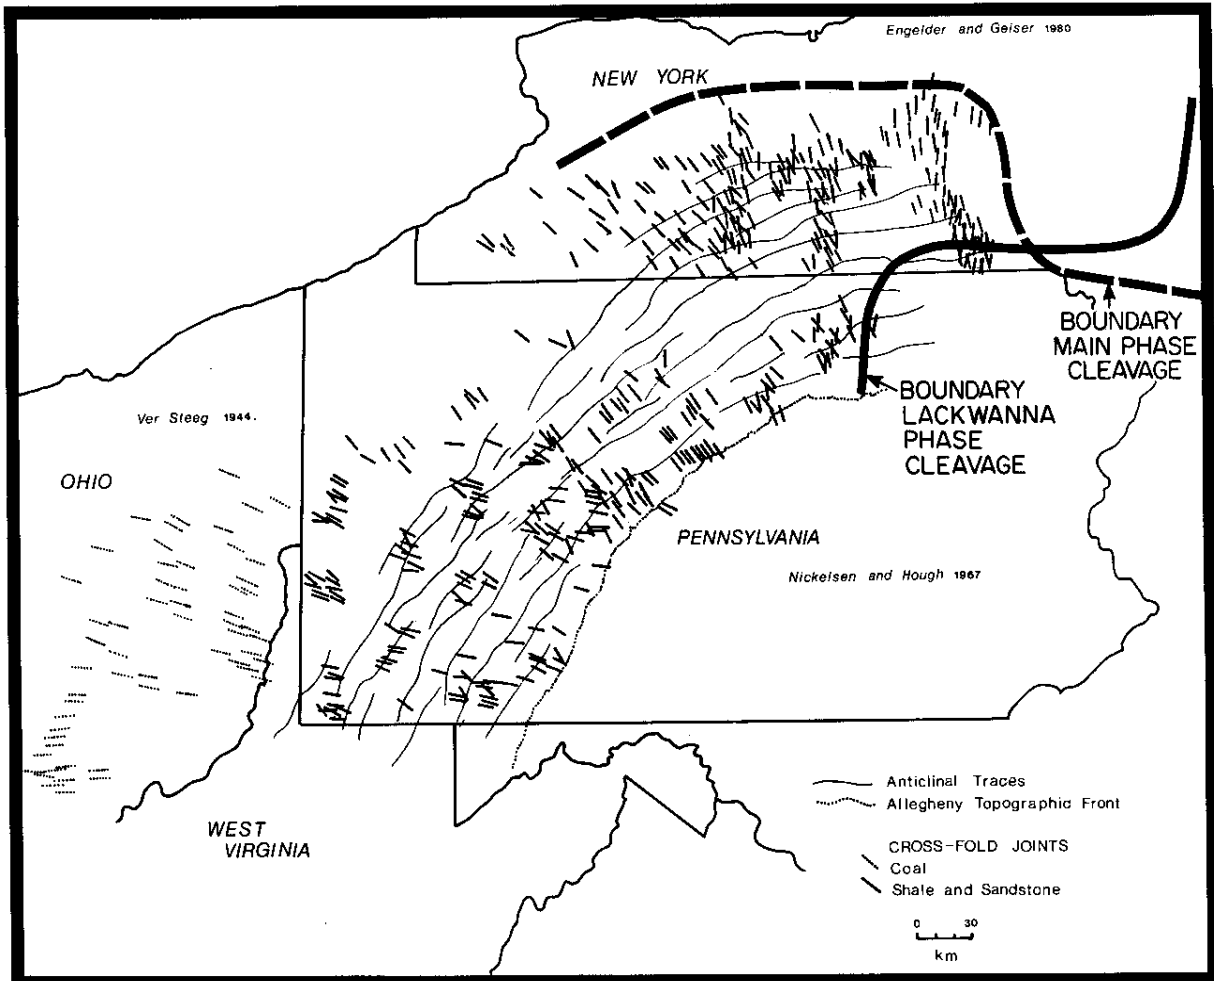 Engelder and Geiser 1980
NEW YORK
BOUNDARY
MAIN PHASE
CLEAVAGE
BOUNDARY
LACKWANNA
PHASE
CLEAVAGE
Ver Steeg 1944.
OHIO
PENNSYLVANIA
Nickelsen and Hough 1967
WEST
VIRGINIA
Anticlinal Traces
Allegheny Topographic Front
CROSS-FOLD JOINTS
Coal
Shale and Sandstone
0 30
km